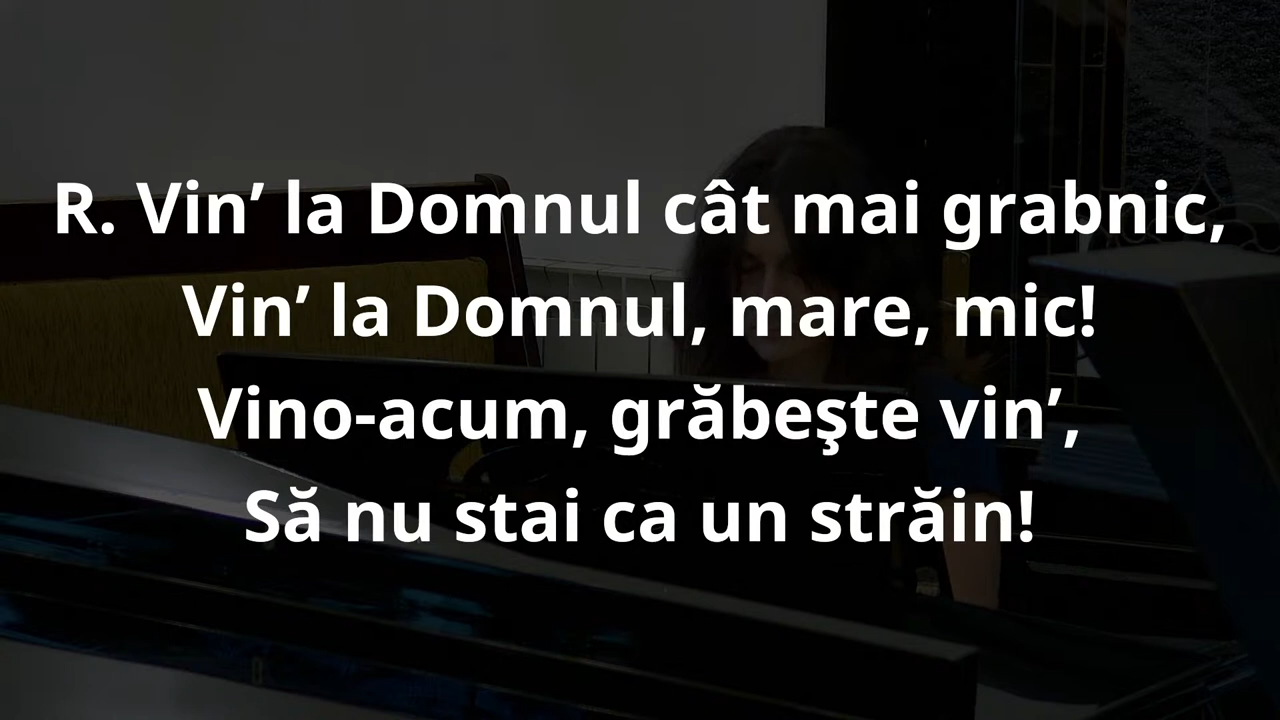 R. Vin’ la Domnul cât mai grabnic,
Vin’ la Domnul, mare, mic!
Vino-acum, grăbeşte vin’,
Să nu stai ca un străin!